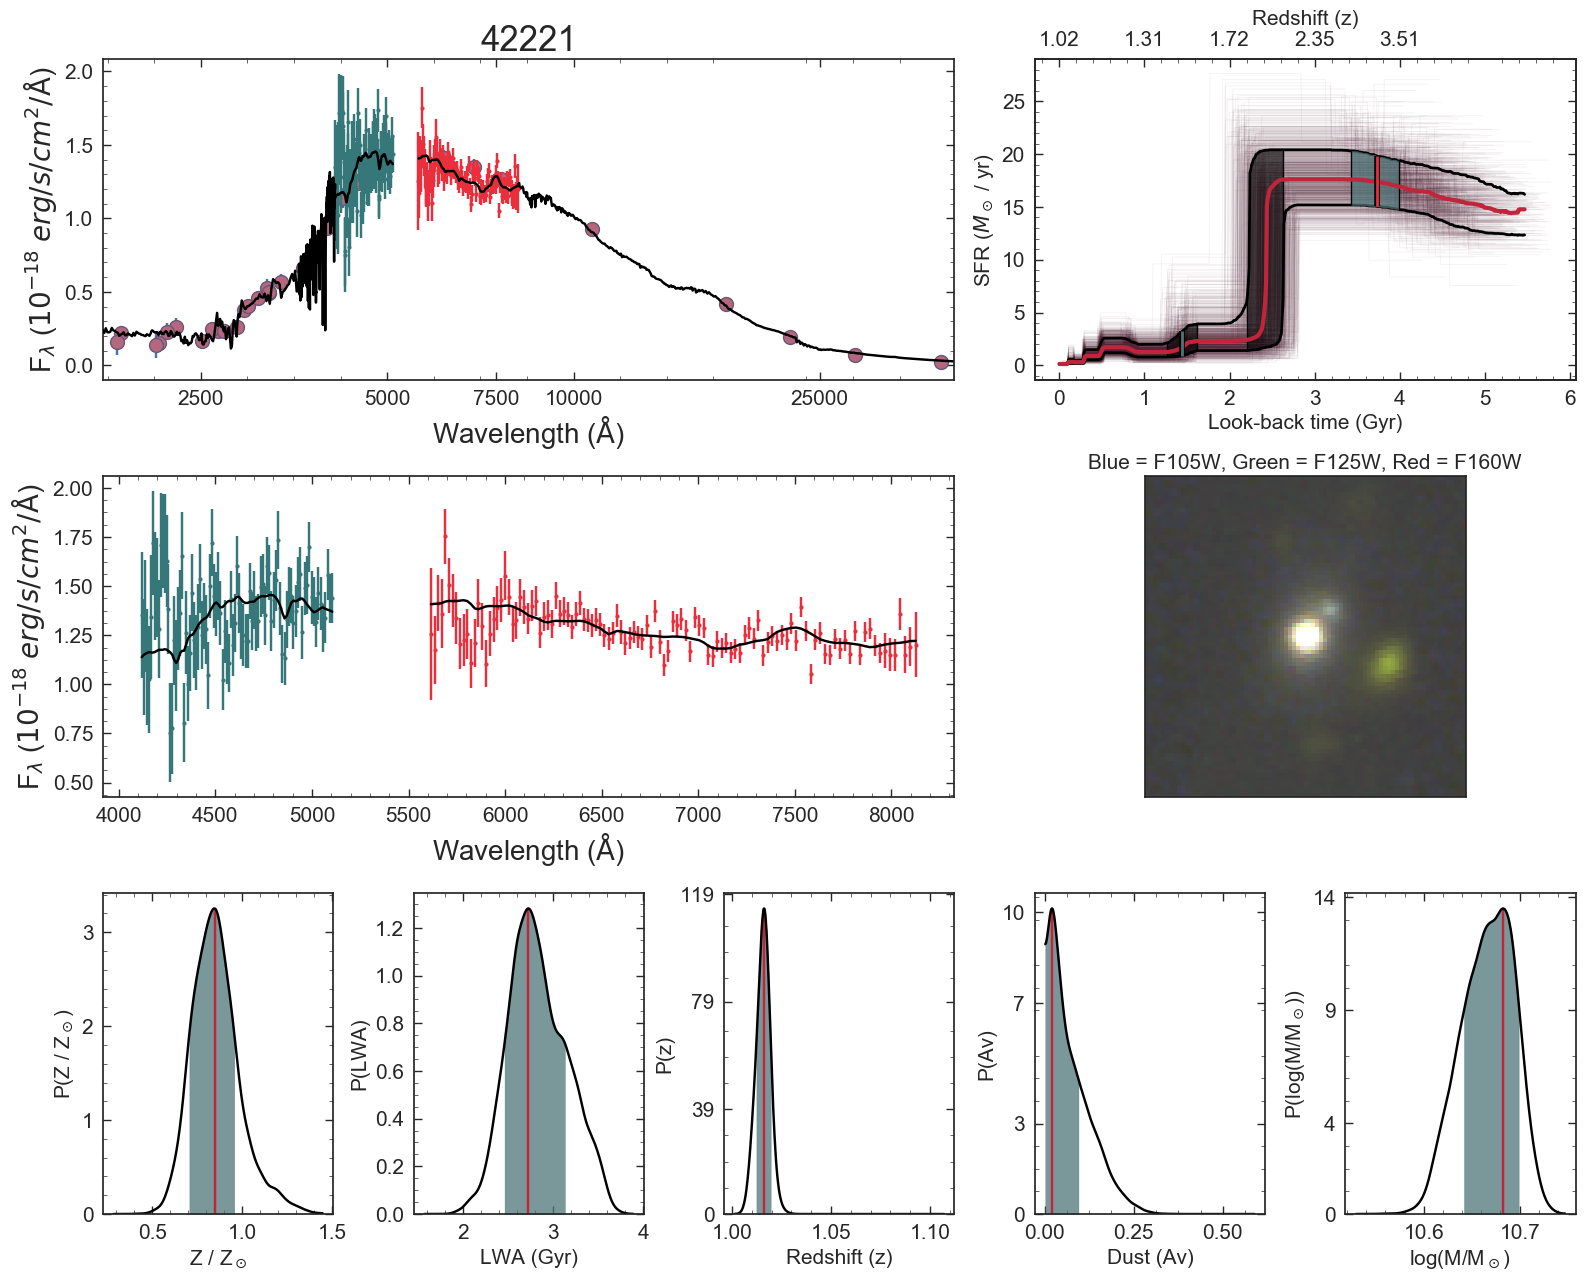 42221
2.0
1.5
1.0
0.5
0.0
F_λ (10^{-18} erg/s/cm^2/Å)
2500 5000 7500 10000 25000
Wavelength (Å)
Redshift (z)
1.02 1.31 1.72 2.35 3.51
25
20
15
10
5
0
SFR (M_⊙ / yr)
0 1 2 3 4 5 6
Look-back time (Gyr)
2.00
1.75
1.50
1.25
1.00
0.75
0.50
F_λ (10^{-18} erg/s/cm^2/Å)
4000 4500 5000 5500 6000 6500 7000 7500 8000
Wavelength (Å)
Blue = F105W, Green = F125W, Red = F160W
3
2
1
0
P(Z / Z_⊙)
0.5 1.0 1.5
Z / Z_⊙
1.2
1.0
0.8
0.6
0.4
0.2
0.0
P(LWA)
2 3 4
LWA (Gyr)
119
79
39
0
P(z)
1.00 1.05 1.10
Redshift (z)
10
7
3
0
P(Av)
0.00 0.25 0.50
Dust (Av)
14
9
4
0
P(log(M/M_⊙))
10.6 10.7
log(M/M_⊙)